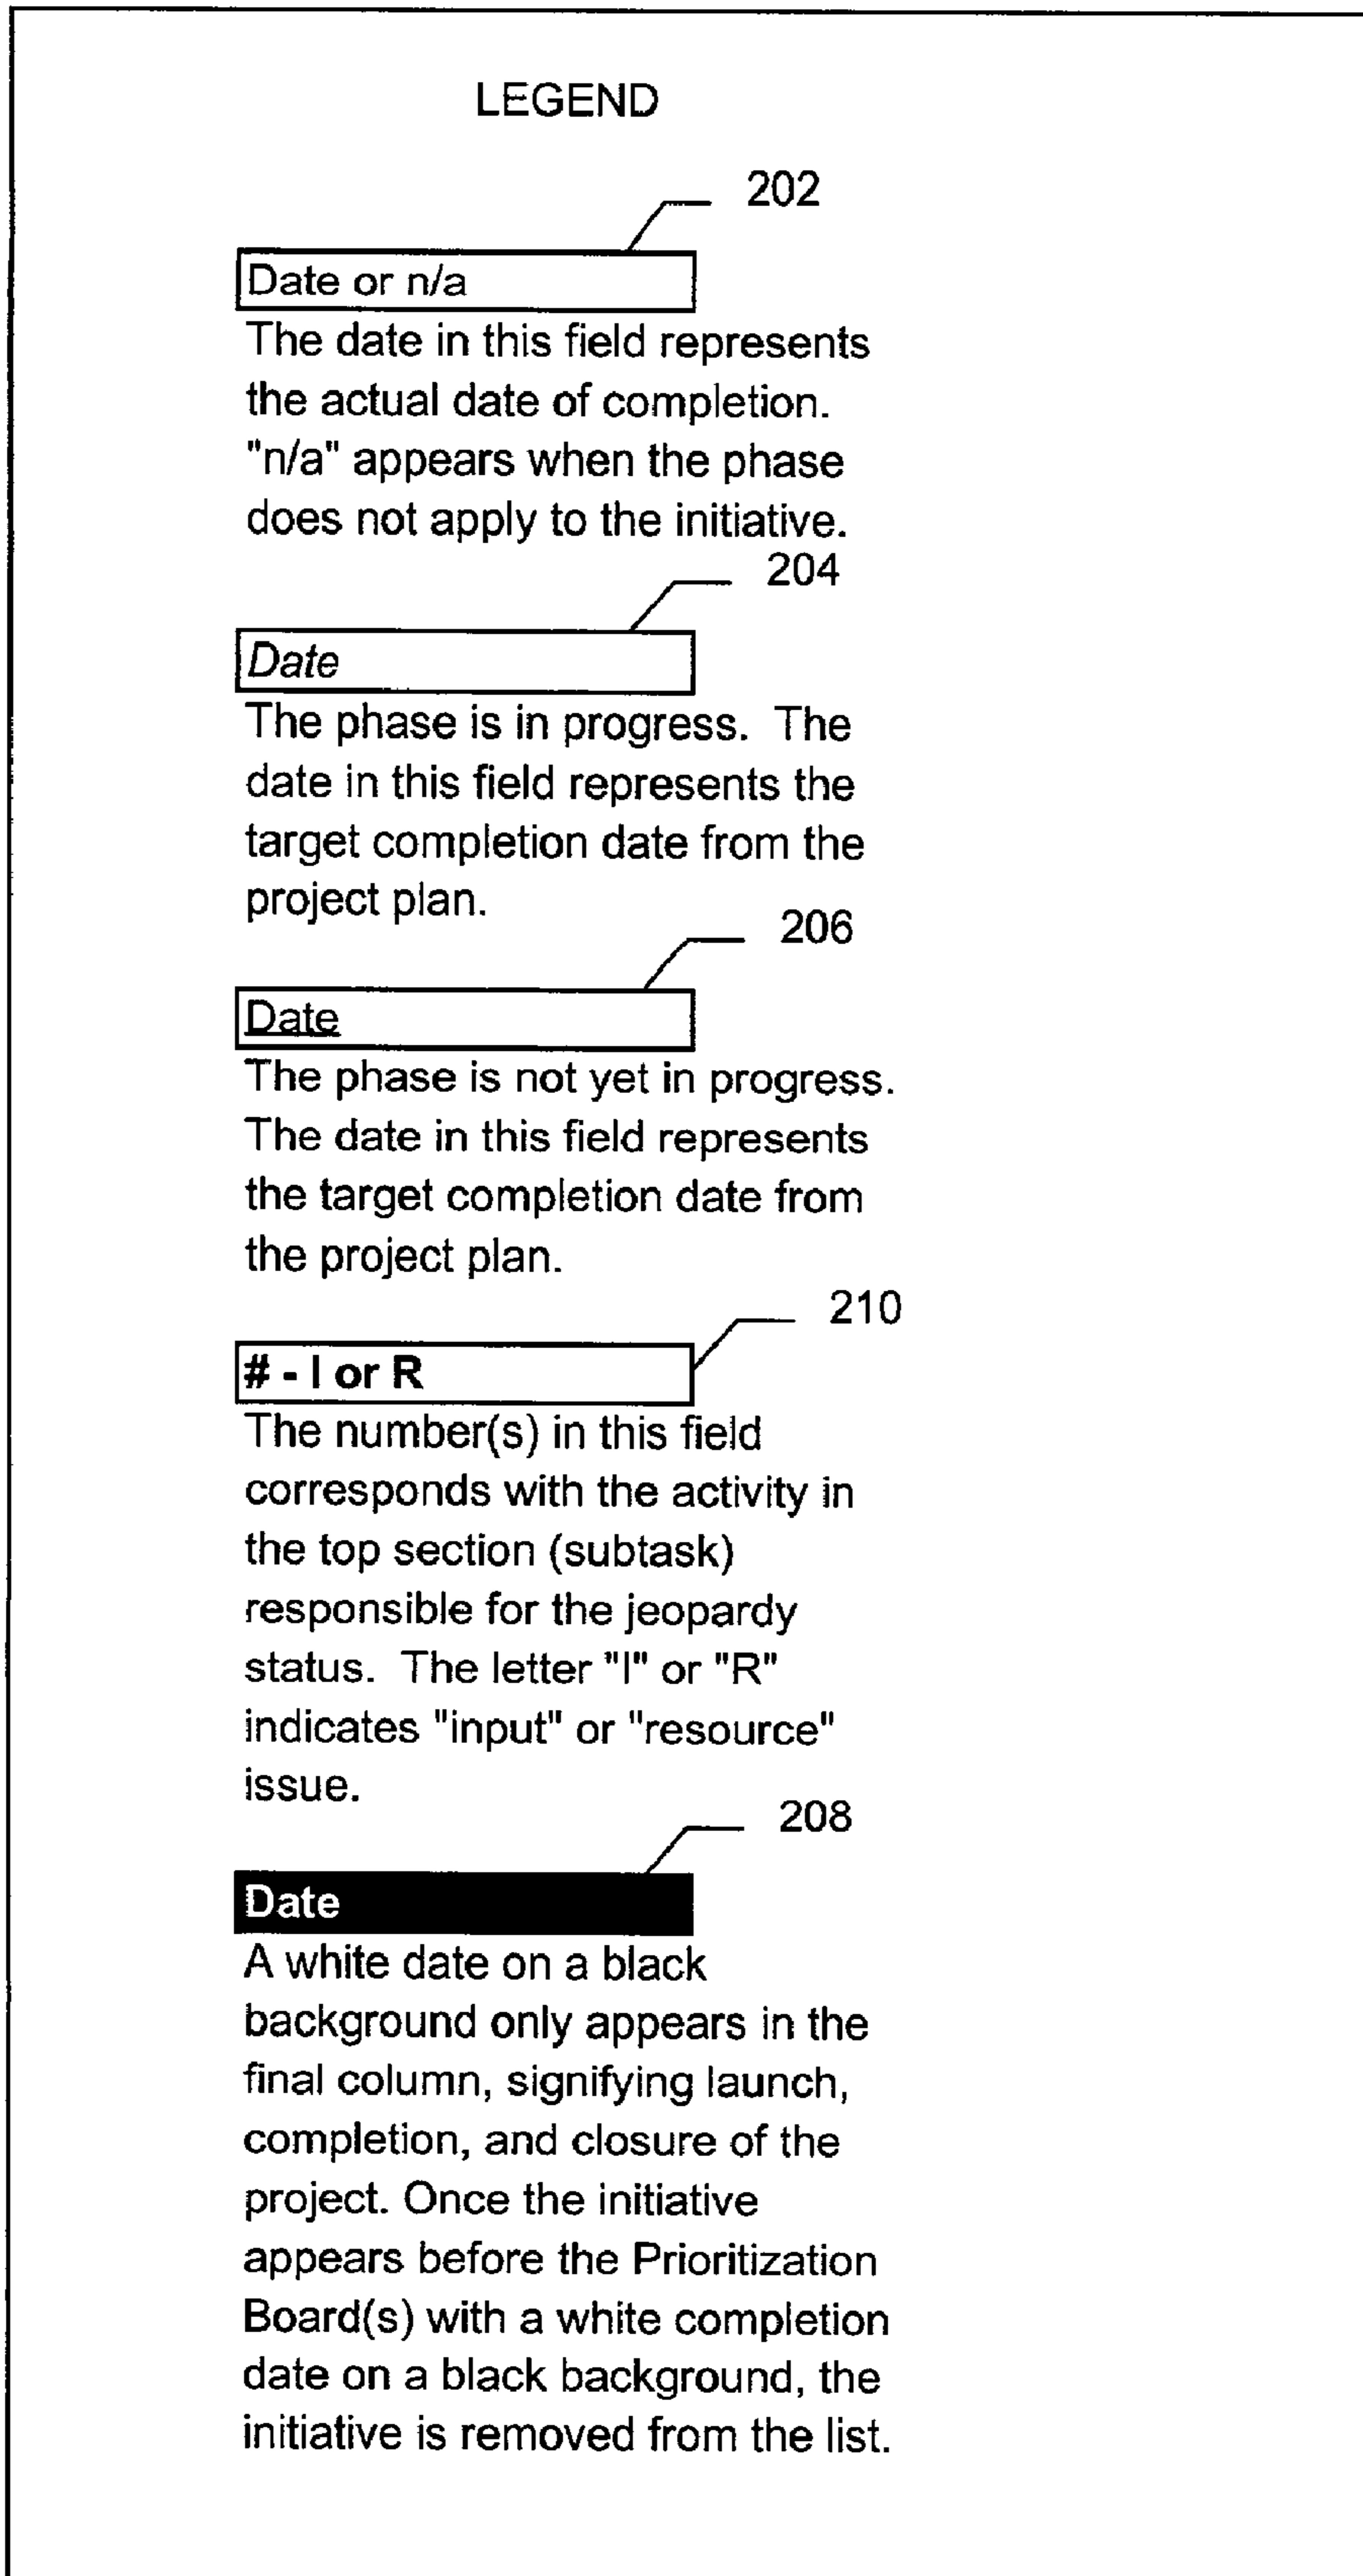 LEGEND
202
Date or n/a
The date in this field represents
the actual date of completion.
"n/a" appears when the phase
does not apply to the initiative.
204
Date
The phase is in progress.  The
date in this field represents the
target completion date from the
project plan.
206
Date
The phase is not yet in progress.
The date in this field represents
the target completion date from
the project plan.
210
# - I or R
The number(s) in this field
corresponds with the activity in
the top section (subtask)
responsible for the jeopardy
status.  The letter "I" or "R"
indicates "input" or "resource"
issue.
208
Date
A white date on a black
background only appears in the
final column, signifying launch,
completion, and closure of the
project. Once the initiative
appears before the Prioritization
Board(s) with a white completion
date on a black background, the
initiative is removed from the list.